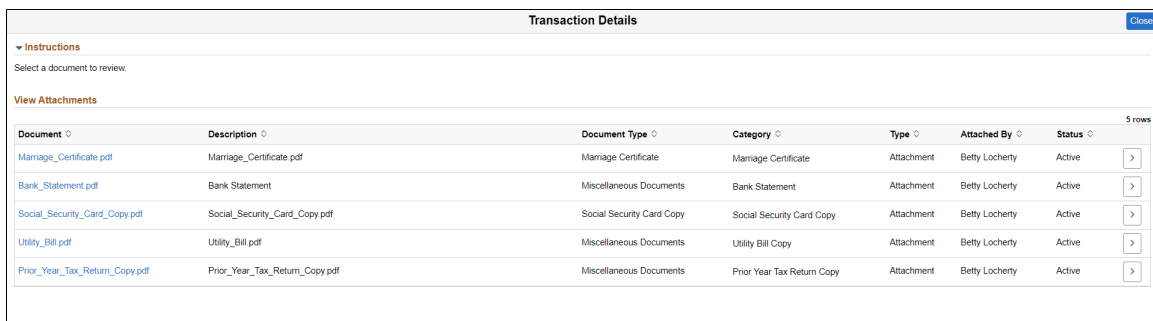 Transaction Details
Close
Instructions
Select a document to review.
View Attachments
5 rows
Document Description Document Type Category Type Attached By Status
Marriage_Certificate.pdf Marriage_Certificate.pdf Marriage Certificate Marriage Certificate Attachment Betty Locherty Active
Bank_Statement.pdf Bank Statement Miscellaneous Documents Bank Statement Attachment Betty Locherty Active
Social_Security_Card_Copy.pdf Social_Security_Card_Copy.pdf Social Security Card Copy Social Security Card Copy Attachment Betty Locherty Active
Utility_Bill.pdf Utility_Bill.pdf Miscellaneous Documents Utility Bill Copy Attachment Betty Locherty Active
Prior_Year_Tax_Return_Copy.pdf Prior_Year_Tax_Return_Copy.pdf Miscellaneous Documents Prior Year Tax Return Copy Attachment Betty Locherty Active